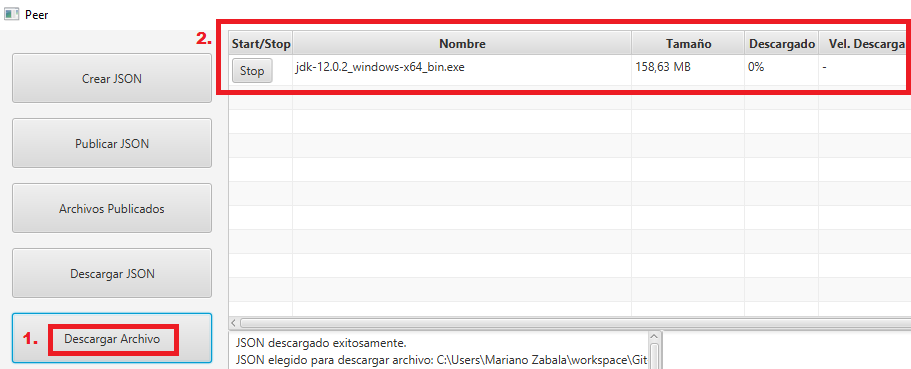 Peer
2.
Start/Stop Nombre Tamaño Descargado Vel. Descarga
Stop jdk-12.0.2_windows-x64_bin.exe 158,63 MB 0% -
Crear JSON
Publicar JSON
Archivos Publicados
Descargar JSON
1. Descargar Archivo
JSON descargado exitosamente.
JSON elegido para descargar archivo: C:\Users\Mariano Zabala\workspace\Git